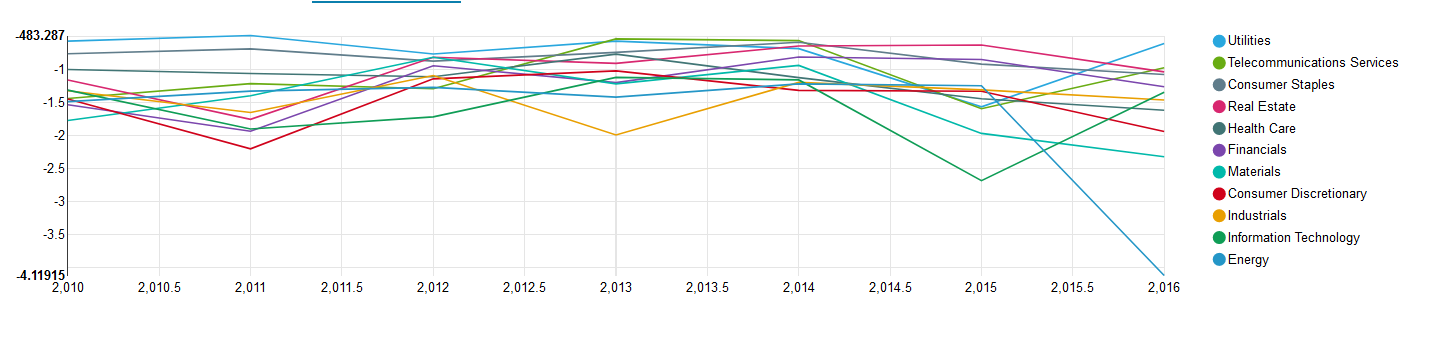 -483.287
-1
-1.5
-2
-2.5
-3
-3.5
-4.11915
2,010 2,010.5 2,011 2,011.5 2,012 2,012.5 2,013 2,013.5 2,014 2,014.5 2,015 2,015.5 2,016
Utilities
Telecommunications Services
Consumer Staples
Real Estate
Health Care
Financials
Materials
Consumer Discretionary
Industrials
Information Technology
Energy